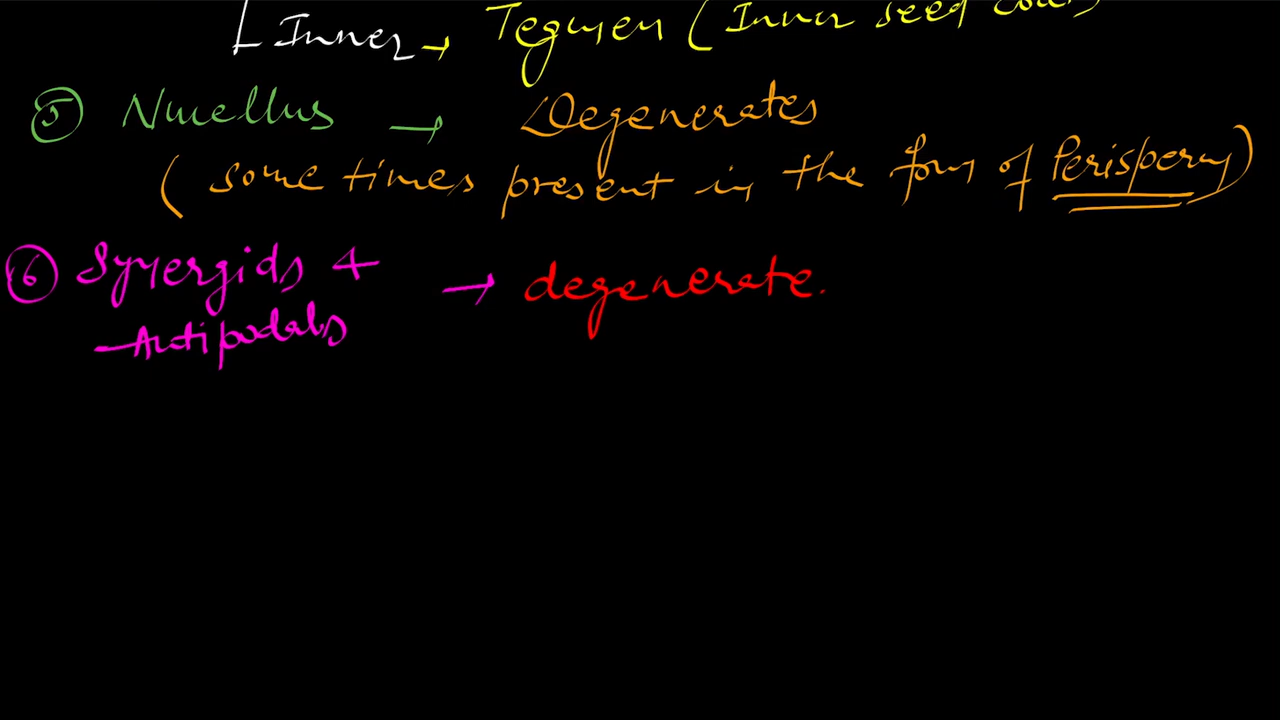 Inner → Tegmen (Inner seed coat)
⑤ Nucellus → Degenerates
(some times present in the form of Perisperm)
⑥ Synergids + → degenerate.
Antipodals